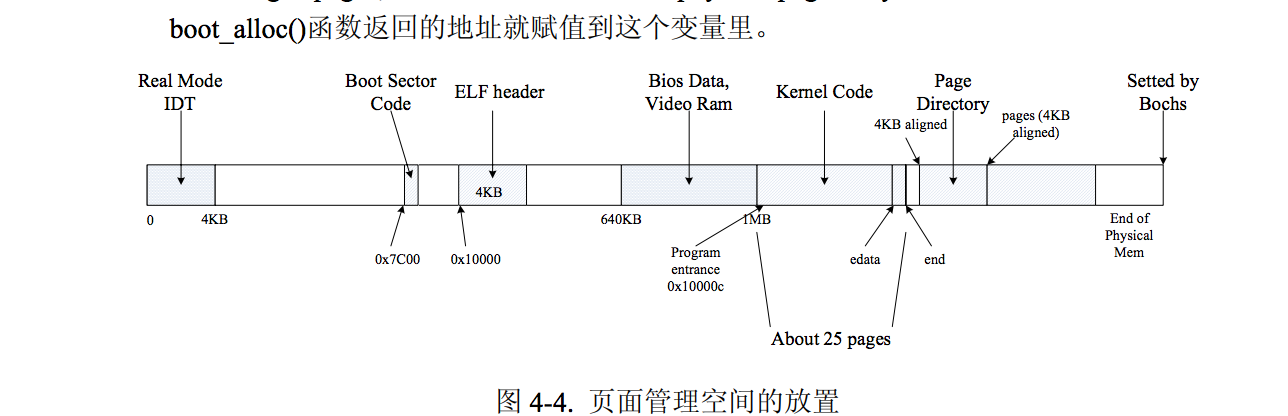 boot_alloc()函数返回的地址就赋值到这个变量里。
Real Mode
IDT
Boot Sector
Code
ELF header
Bios Data,
Video Ram
Kernel Code
Page
Directory
Setted by
Bochs
4KB aligned
pages (4KB
aligned)
4KB
0
4KB
640KB
1MB
0x7C00
0x10000
Program
entrance
0x10000c
edata
end
End of
Physical
Mem
About 25 pages
图 4-4. 页面管理空间的放置